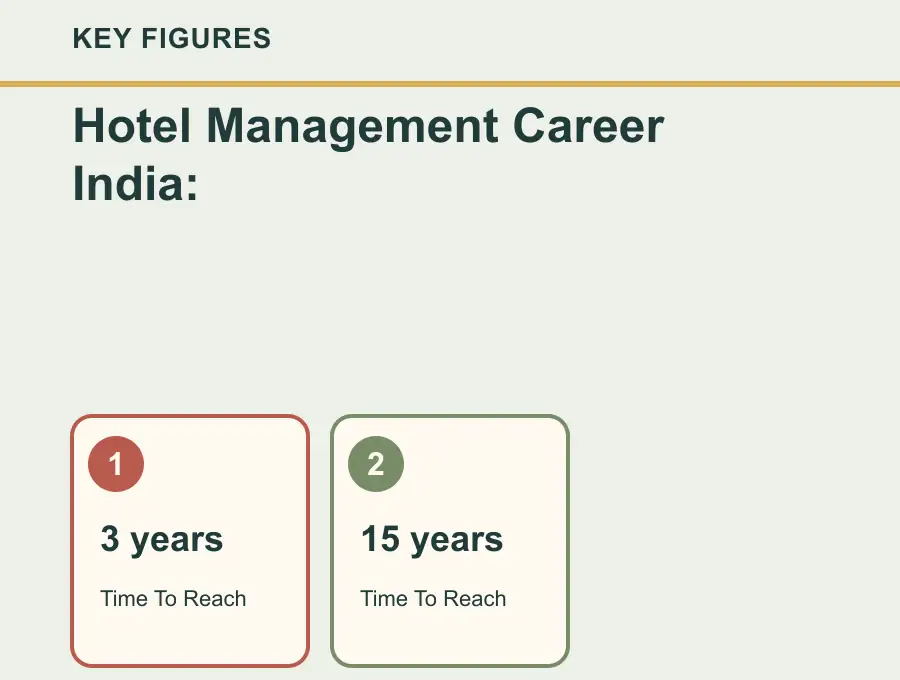 KEY FIGURES
Hotel Management Career
India:
1
3 years
Time To Reach
2
15 years
Time To Reach